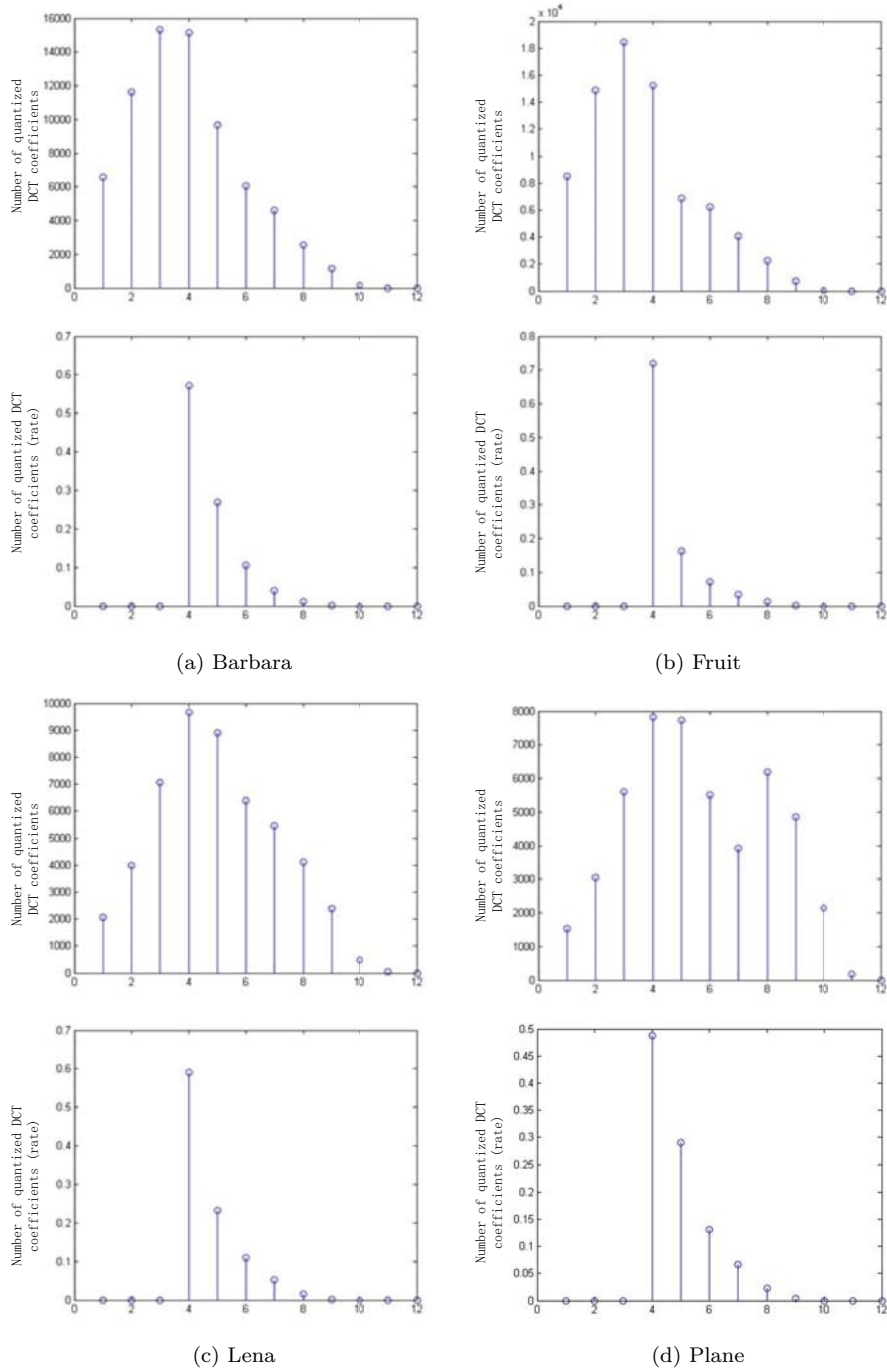 Number of quantized
DCT coefficients
16000
14000
12000
10000
8000
6000
4000
2000
0
0 2 4 6 8 10 12
Number of quantized
DCT coefficients
2 × 10⁴
1.8
1.6
1.4
1.2
1
0.8
0.6
0.4
0.2
0
0 2 4 6 8 10 12
Number of quantized DCT
coefficients (rate)
0.7
0.6
0.5
0.4
0.3
0.2
0.1
0
0 2 4 6 8 10 12
Number of quantized DCT
coefficients (rate)
0.8
0.7
0.6
0.5
0.4
0.3
0.2
0.1
0
0 2 4 6 8 10 12
(a) Barbara
(b) Fruit
Number of quantized
DCT coefficients
10000
9000
8000
7000
6000
5000
4000
3000
2000
1000
0
0 2 4 6 8 10 12
Number of quantized
DCT coefficients
8000
7000
6000
5000
4000
3000
2000
1000
0
0 2 4 6 8 10 12
Number of quantized DCT
coefficients (rate)
0.7
0.6
0.5
0.4
0.3
0.2
0.1
0
0 2 4 6 8 10 12
Number of quantized DCT
coefficients (rate)
0.5
0.45
0.4
0.35
0.3
0.25
0.2
0.15
0.1
0.05
0
0 2 4 6 8 10 12
(c) Lena
(d) Plane